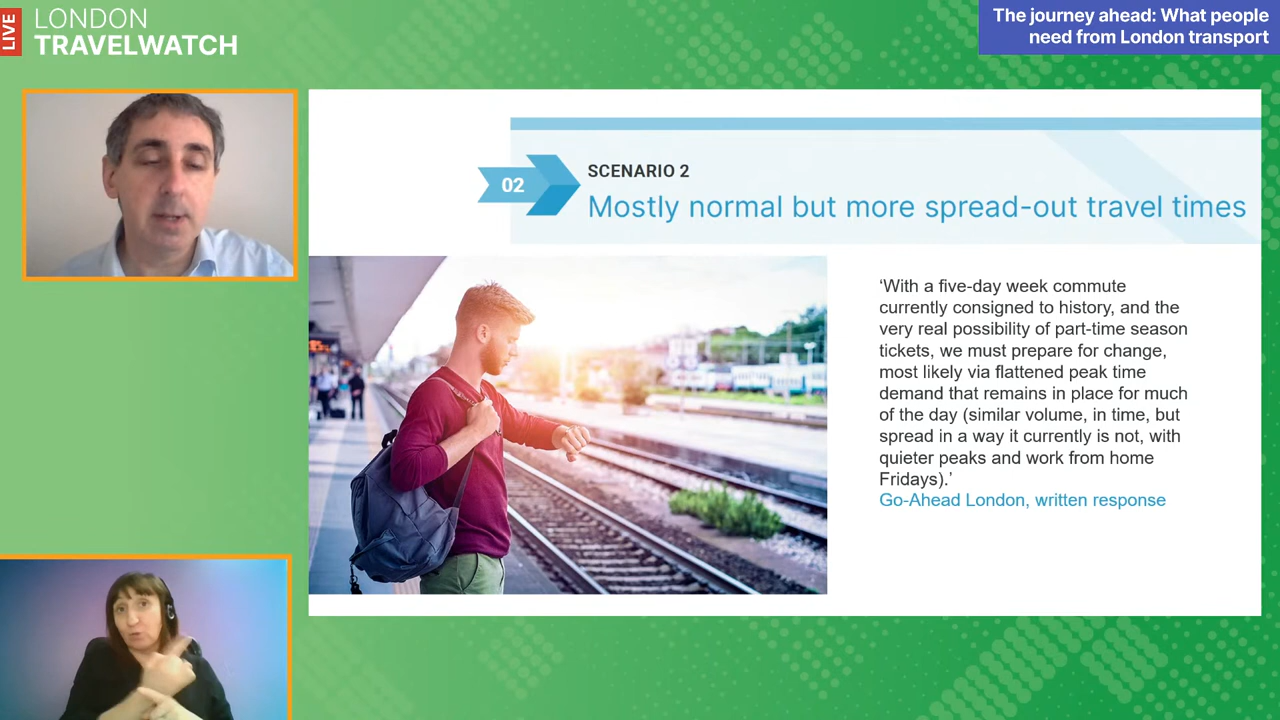 LIVE
LONDON
TRAVELWATCH
The journey ahead: What people
need from London transport
02
SCENARIO 2
Mostly normal but more spread-out travel times
‘With a five-day week commute
currently consigned to history, and the
very real possibility of part-time season
tickets, we must prepare for change,
most likely via flattened peak time
demand that remains in place for much
of the day (similar volume, in time, but
spread in a way it currently is not, with
quieter peaks and work from home
Fridays).’
Go-Ahead London, written response